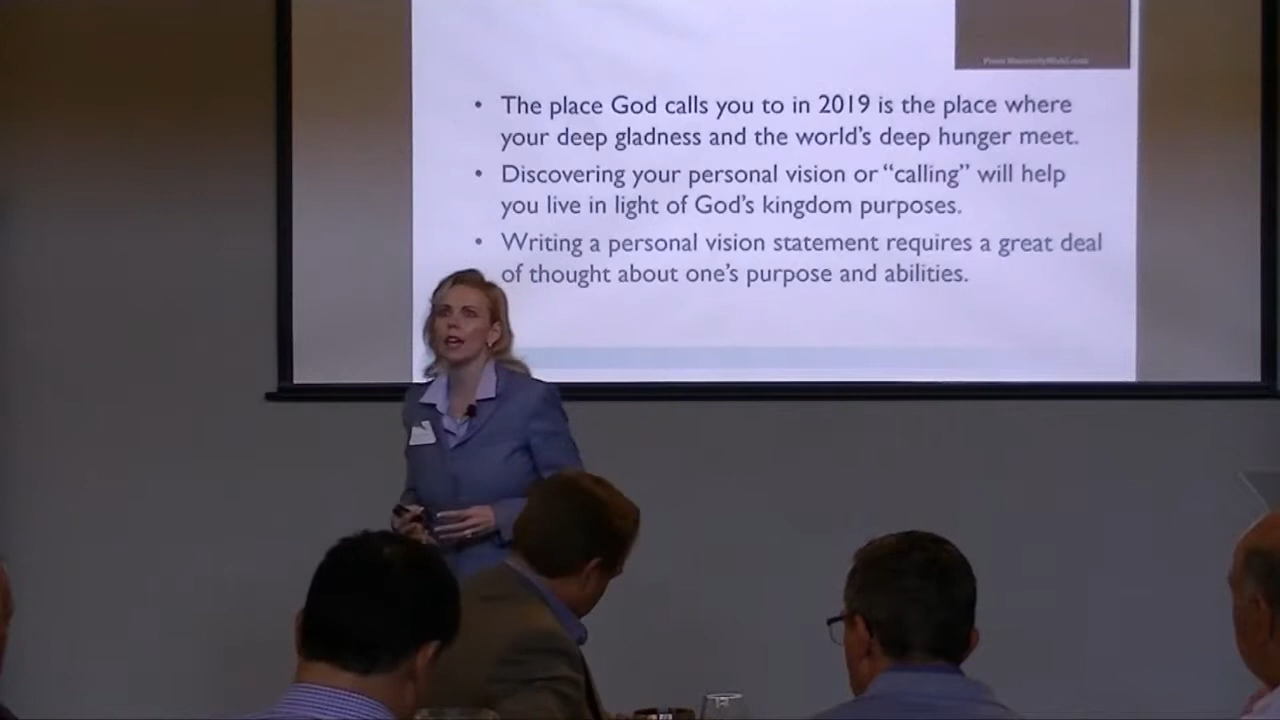 • The place God calls you to in 2019 is the place where
your deep gladness and the world's deep hunger meet.
• Discovering your personal vision or "calling" will help
you live in light of God's kingdom purposes.
• Writing a personal vision statement requires a great deal
of thought about one's purpose and abilities.